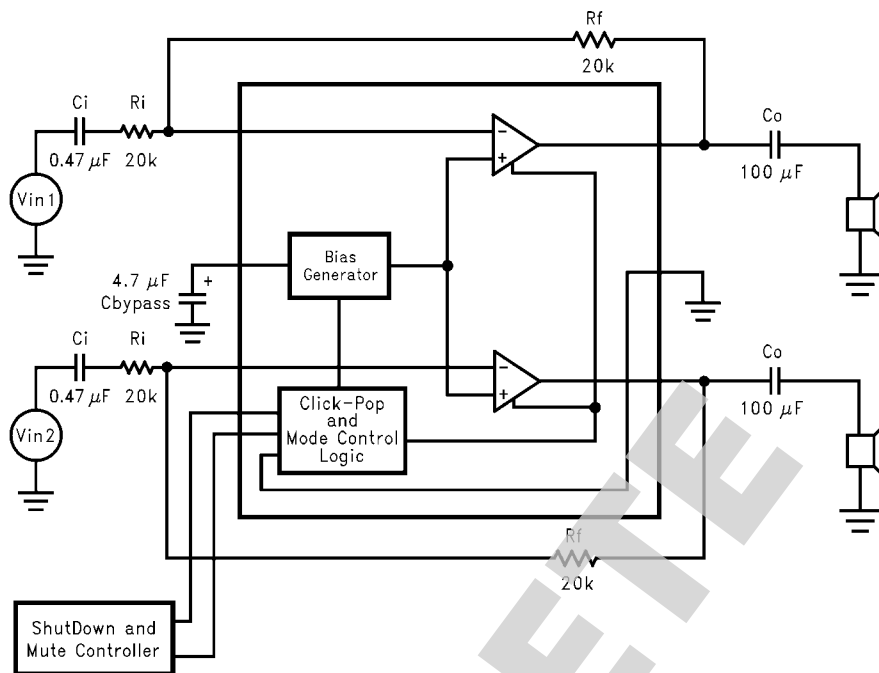 Rf
20k
Ci
Ri
0.47 μF
20k
Vin1
Co
100 μF
Bias
Generator
4.7 μF
Cbypass
+
-
+
Ci
Ri
0.47 μF
20k
Vin2
-
+
Co
100 μF
Click-Pop
and
Mode Control
Logic
Rf
20k
ShutDown and
Mute Controller
ETE